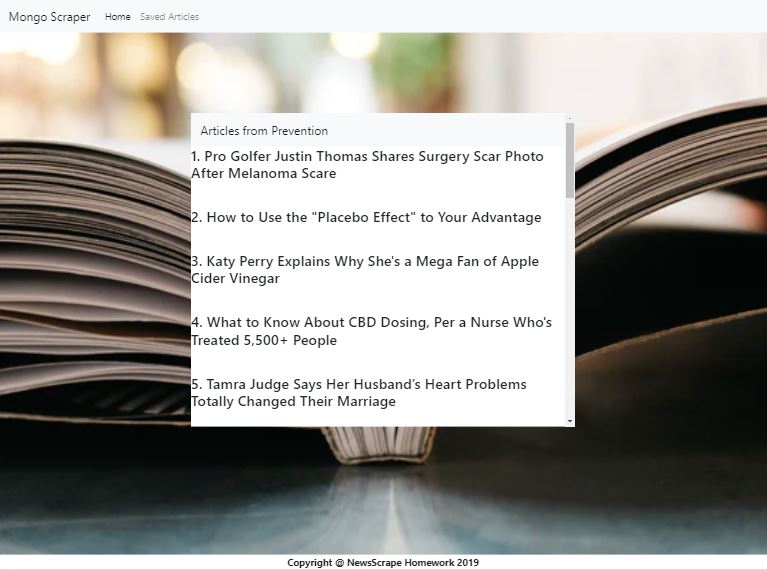 Mongo Scraper Home Saved Articles
Articles from Prevention
1. Pro Golfer Justin Thomas Shares Surgery Scar Photo
After Melanoma Scare
2. How to Use the "Placebo Effect" to Your Advantage
3. Katy Perry Explains Why She's a Mega Fan of Apple
Cider Vinegar
4. What to Know About CBD Dosing, Per a Nurse Who's
Treated 5,500+ People
5. Tamra Judge Says Her Husband’s Heart Problems
Totally Changed Their Marriage
Copyright @ NewsScrape Homework 2019